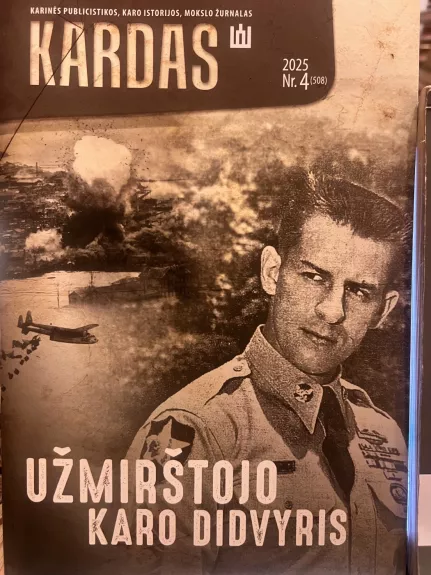 KARINĖS PUBLICISTIKOS, KARO ISTORIJOS, MOKSLO ŽURNALAS
KARDAS
2025
Nr. 4 (508)
UŽMIRŠTOJO
KARO DIDVYRIS